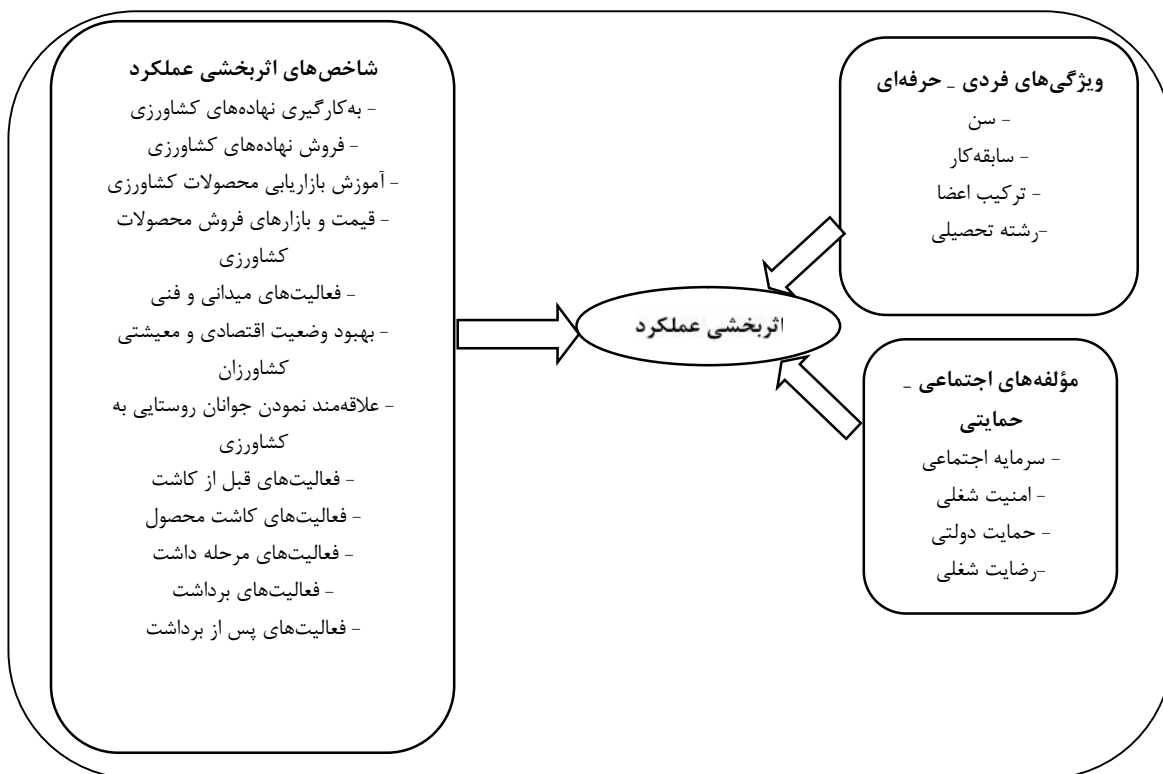 ویژگی‌های فردی _ حرفه‌ای
- سن
- سابقه‌کار
- ترکیب اعضا
-رشته تحصیلی
مؤلفه‌های اجتماعی _
حمایتی
- سرمایه اجتماعی
- امنیت شغلی
- حمایت دولتی
-رضایت شغلی
اثربخشی عملکرد
شاخص‌های اثربخشی عملکرد
- به‌کارگیری نهاده‌های کشاورزی
- فروش نهاده‌های کشاورزی
- آموزش بازاریابی محصولات کشاورزی
- قیمت و بازارهای فروش محصولات
کشاورزی
- فعالیت‌های میدانی و فنی
- بهبود وضعیت اقتصادی و معیشتی
کشاورزان
- علاقه‌مند نمودن جوانان روستایی به
کشاورزی
- فعالیت‌های قبل از کاشت
- فعالیت‌های کاشت محصول
- فعالیت‌های مرحله داشت
- فعالیت‌های برداشت
- فعالیت‌های پس از برداشت